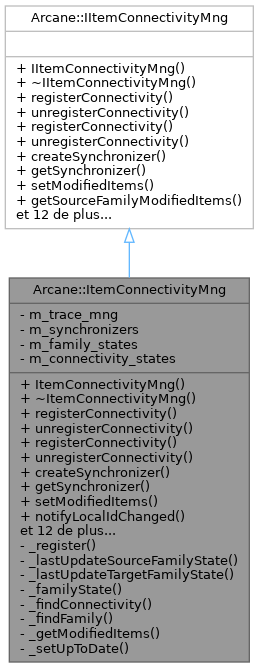 Arcane::IItemConnectivityMng
+ IItemConnectivityMng()
+ ~IItemConnectivityMng()
+ registerConnectivity()
+ unregisterConnectivity()
+ registerConnectivity()
+ unregisterConnectivity()
+ createSynchronizer()
+ getSynchronizer()
+ setModifiedItems()
+ getSourceFamilyModifiedItems()
et 12 de plus...
Arcane::ItemConnectivityMng
- m_trace_mng
- m_synchronizers
- m_family_states
- m_connectivity_states
+ ItemConnectivityMng()
+ ~ItemConnectivityMng()
+ registerConnectivity()
+ unregisterConnectivity()
+ registerConnectivity()
+ unregisterConnectivity()
+ createSynchronizer()
+ getSynchronizer()
+ setModifiedItems()
+ notifyLocalIdChanged()
et 12 de plus...
- _register()
- _lastUpdateSourceFamilyState()
- _lastUpdateTargetFamilyState()
- _familyState()
- _findConnectivity()
- _findFamily()
- _getModifiedItems()
- _setUpToDate()